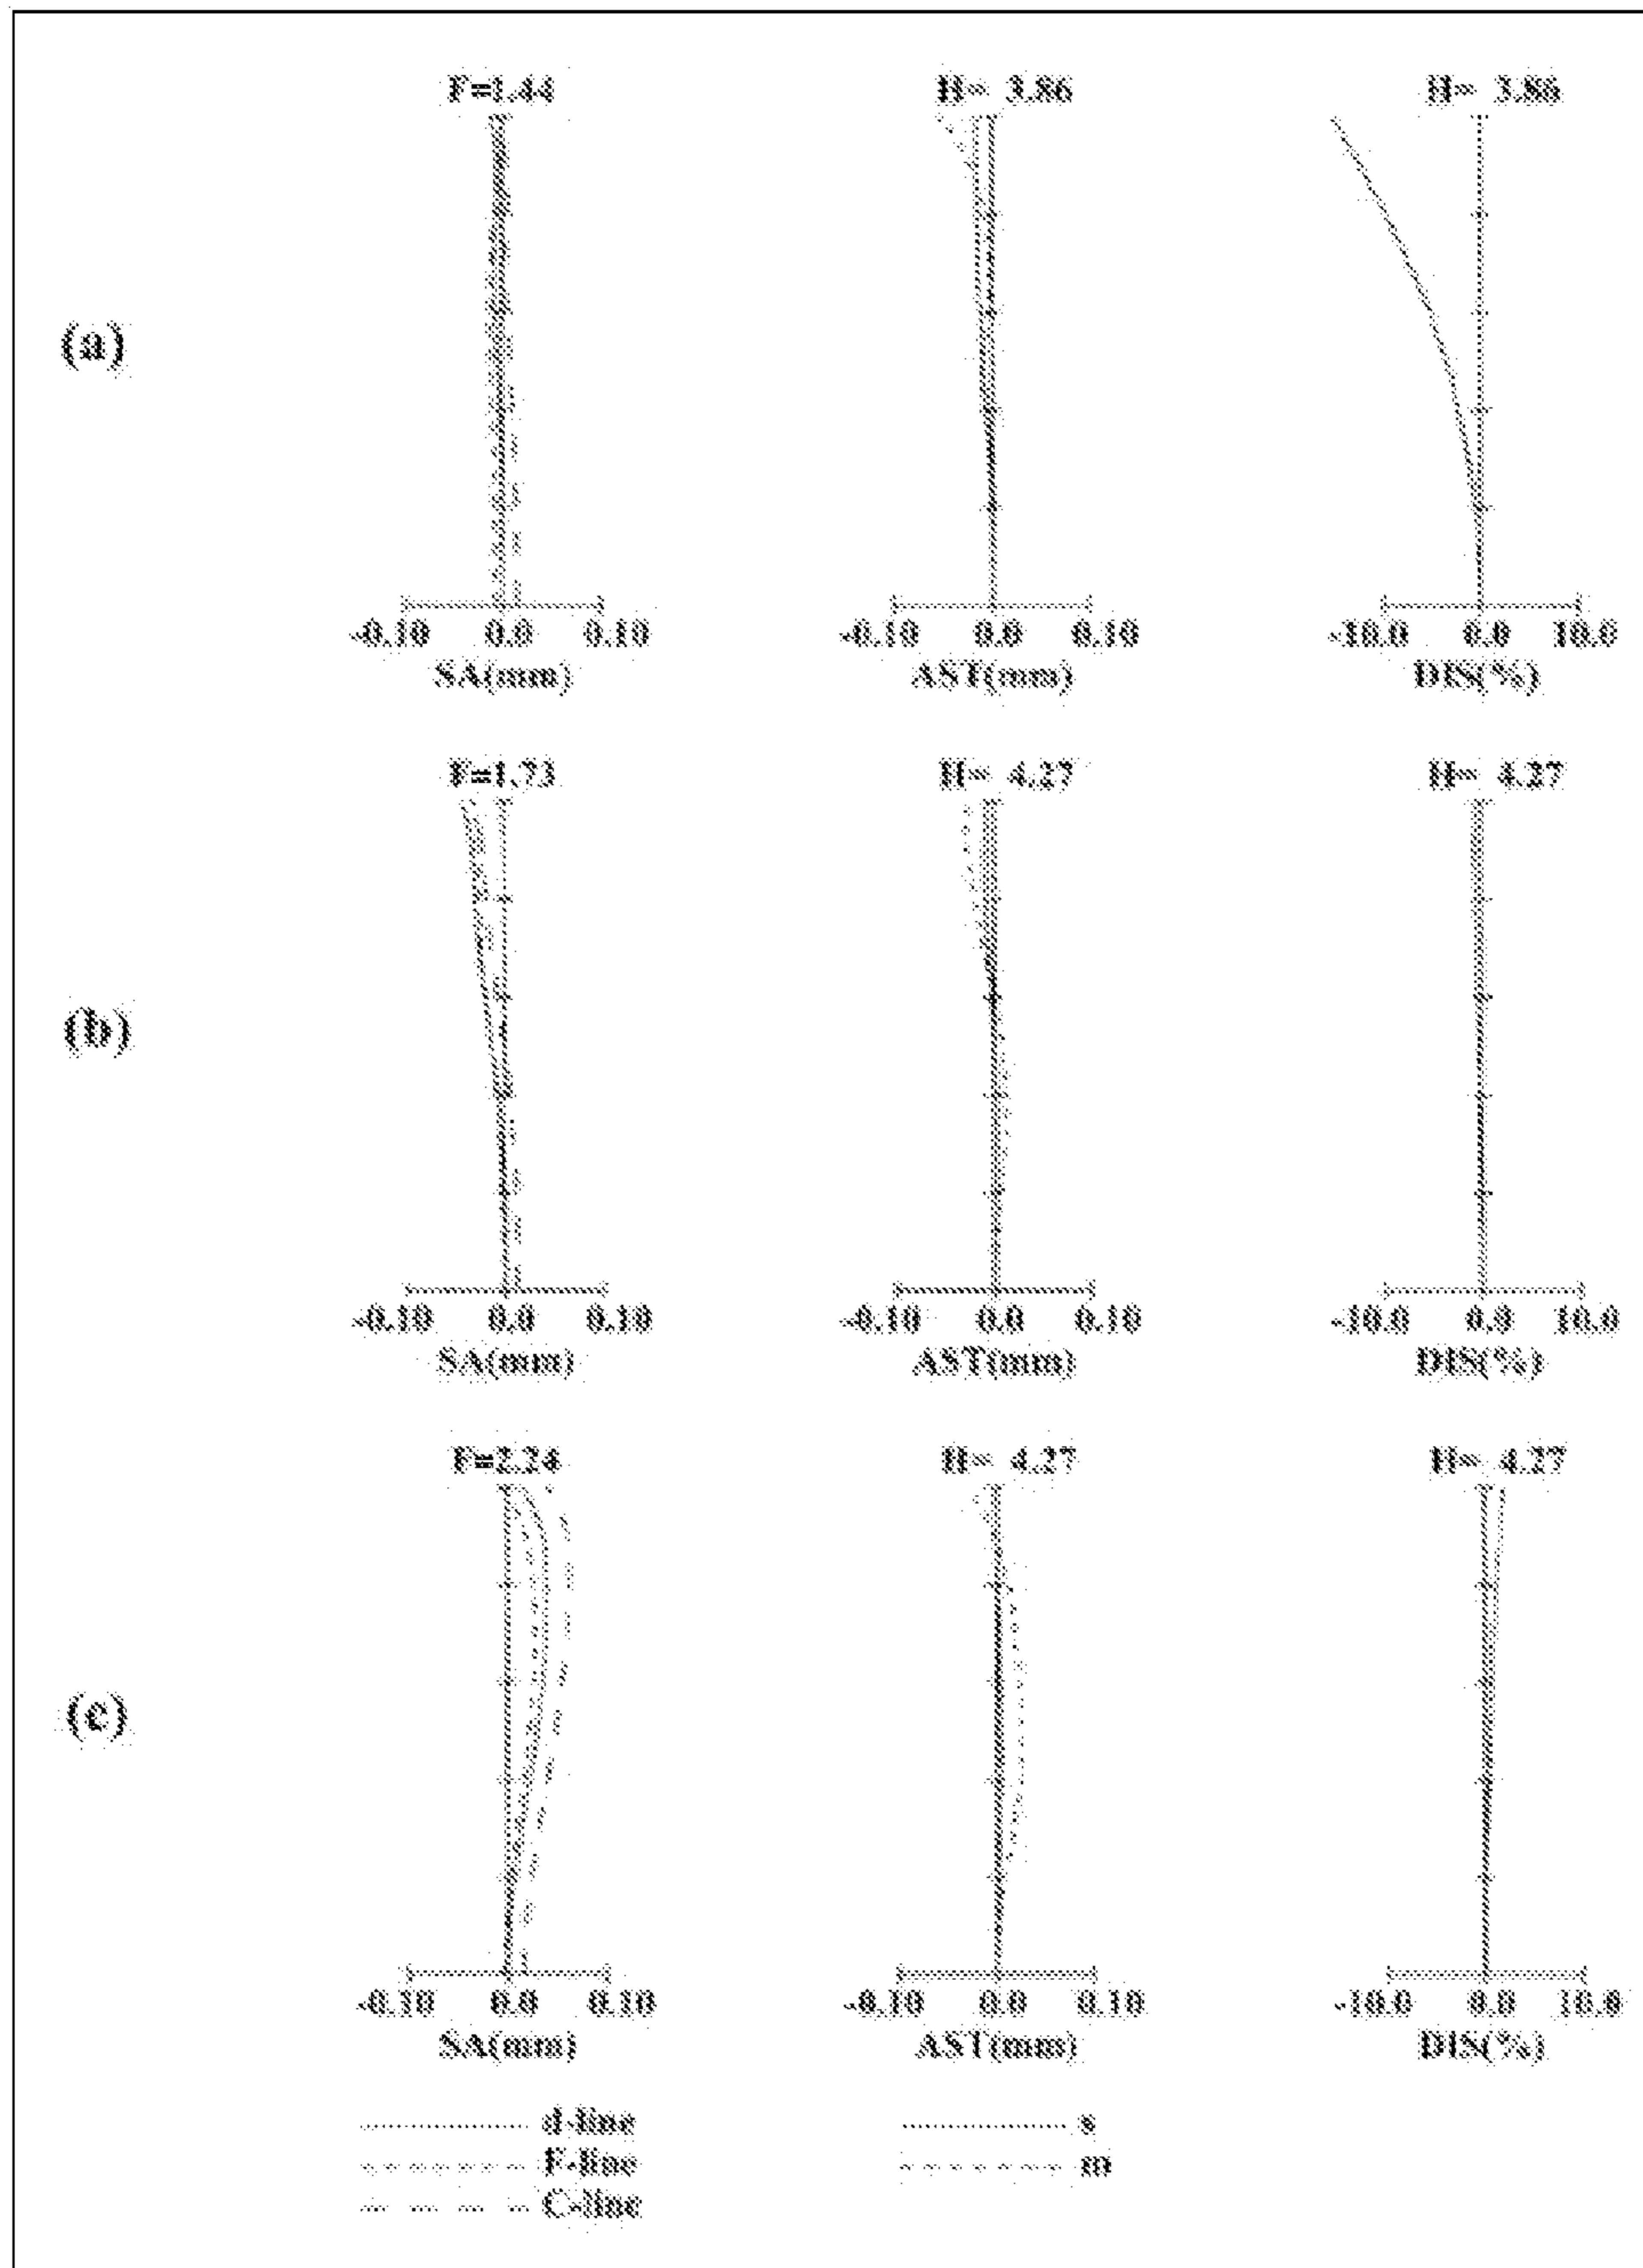 F=1.44 H= 3.86 H= 3.86
(a)
-0.10 0.0 0.10 -0.10 0.0 0.10 -10.0 0.0 10.0
SA(mm) AST(mm) DIS(%)
F=1.73 H= 4.27 H= 4.27
(b)
-0.10 0.0 0.10 -0.10 0.0 0.10 -10.0 0.0 10.0
SA(mm) AST(mm) DIS(%)
F=2.24 H= 4.27 H= 4.27
(c)
-0.10 0.0 0.10 -0.10 0.0 0.10 -10.0 0.0 10.0
SA(mm) AST(mm) DIS(%)
d-line s
F-line m
C-line